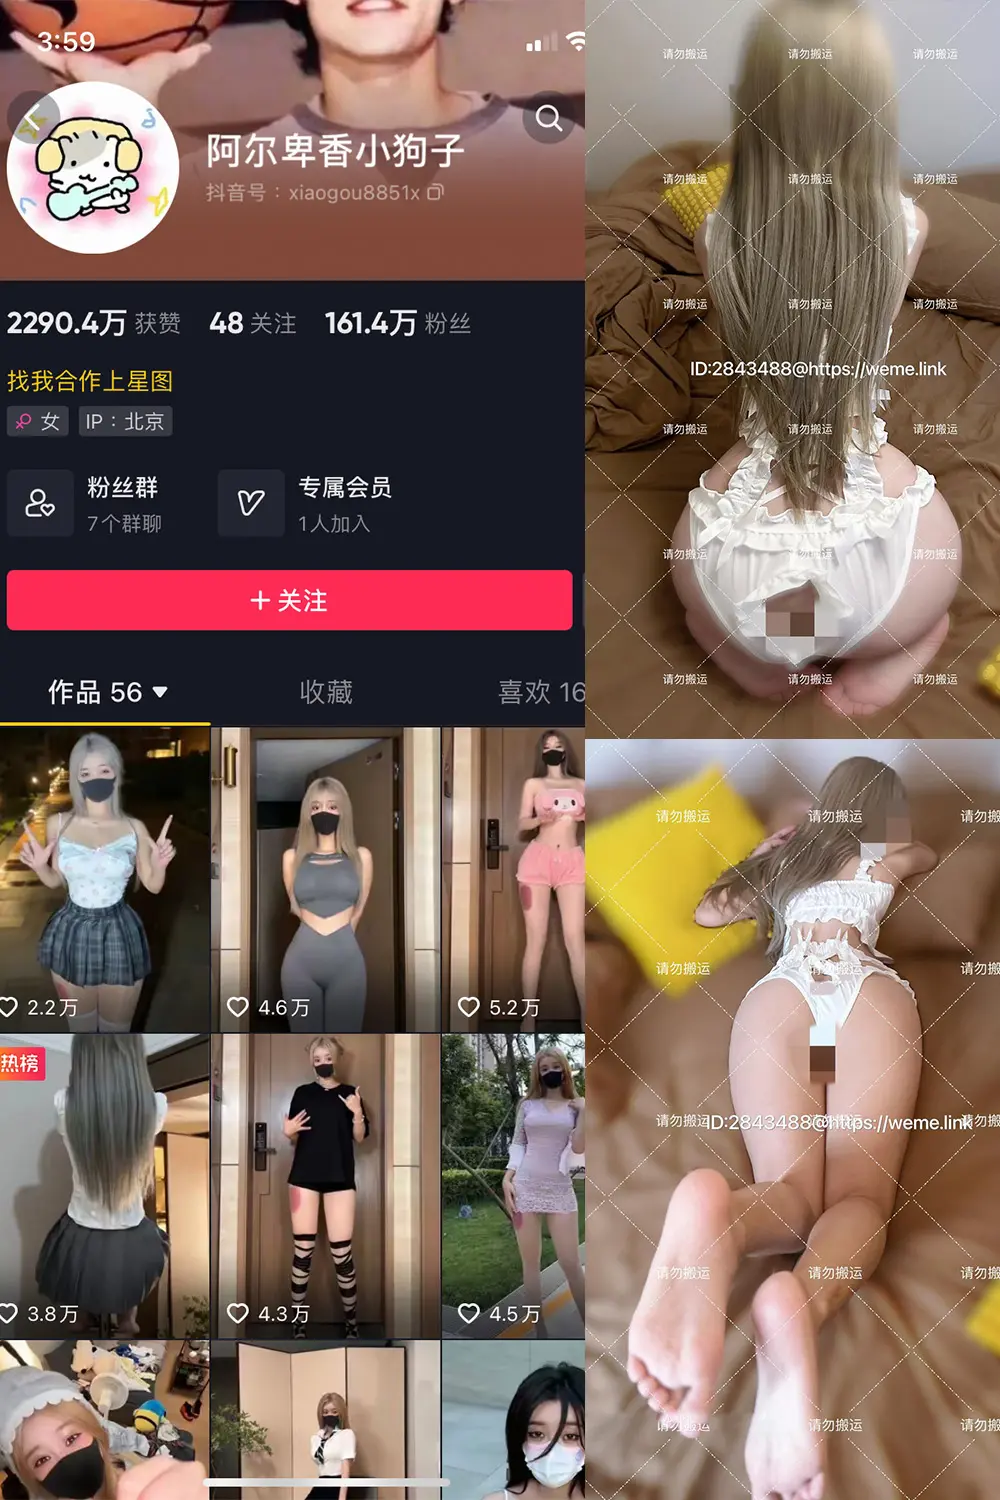 3:59
阿尔卑香小狗子
抖音号：xiaogou8851x
2290.4万 获赞 48 关注 161.4万 粉丝
找我合作上星图
女 IP：北京
粉丝群
7个群聊
专属会员
1人加入
+ 关注
作品 56
收藏
喜欢 16
2.2万
4.6万
5.2万
热榜
3.8万
4.3万
4.5万
请勿搬运 请勿搬运 请勿搬运
请勿搬运 请勿搬运 请勿搬运
请勿搬运 请勿搬运 请勿搬运
ID:2843488@https://weme.link
请勿搬运 请勿搬运 请勿搬运
请勿搬运 请勿搬运 请勿搬运
请勿搬运 请勿搬运 请勿搬运
请勿搬运 请勿搬运 请勿搬
请勿搬运 请勿搬运 请勿搬
请勿搬运 请勿搬运 请勿搬
ID:2843488@https://weme.link
请勿搬运 请勿搬运 请勿搬
请勿搬运 请勿搬运 请勿搬